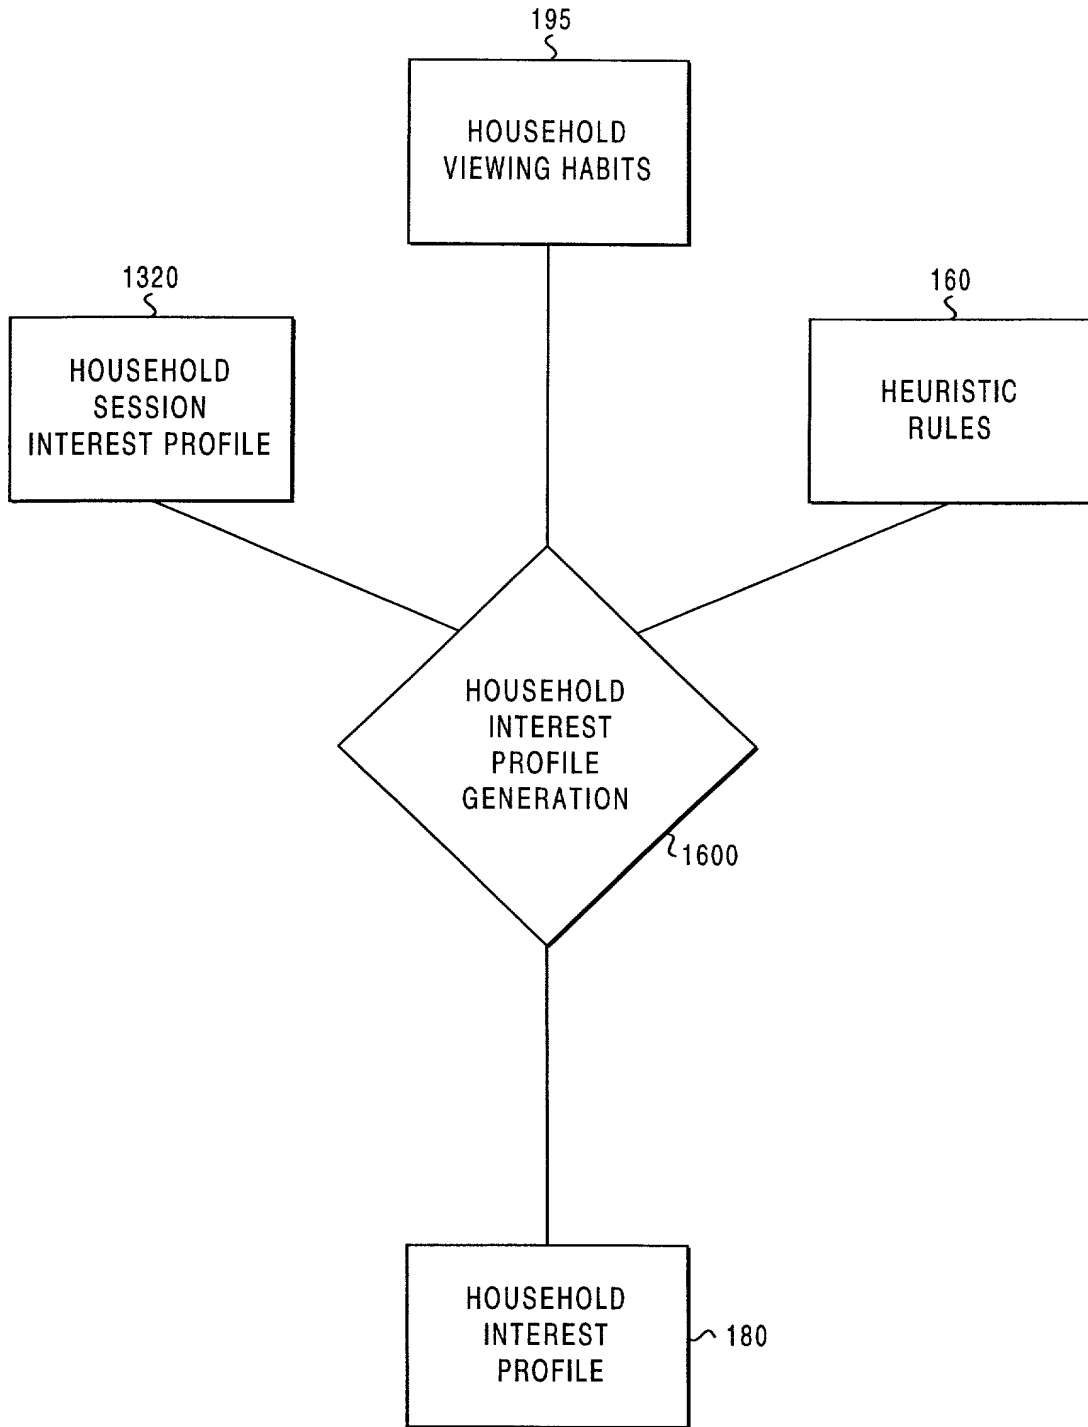 195
HOUSEHOLD
VIEWING HABITS
1320
HOUSEHOLD
SESSION
INTEREST PROFILE
160
HEURISTIC
RULES
HOUSEHOLD
INTEREST
PROFILE
GENERATION
1600
HOUSEHOLD
INTEREST
PROFILE
180